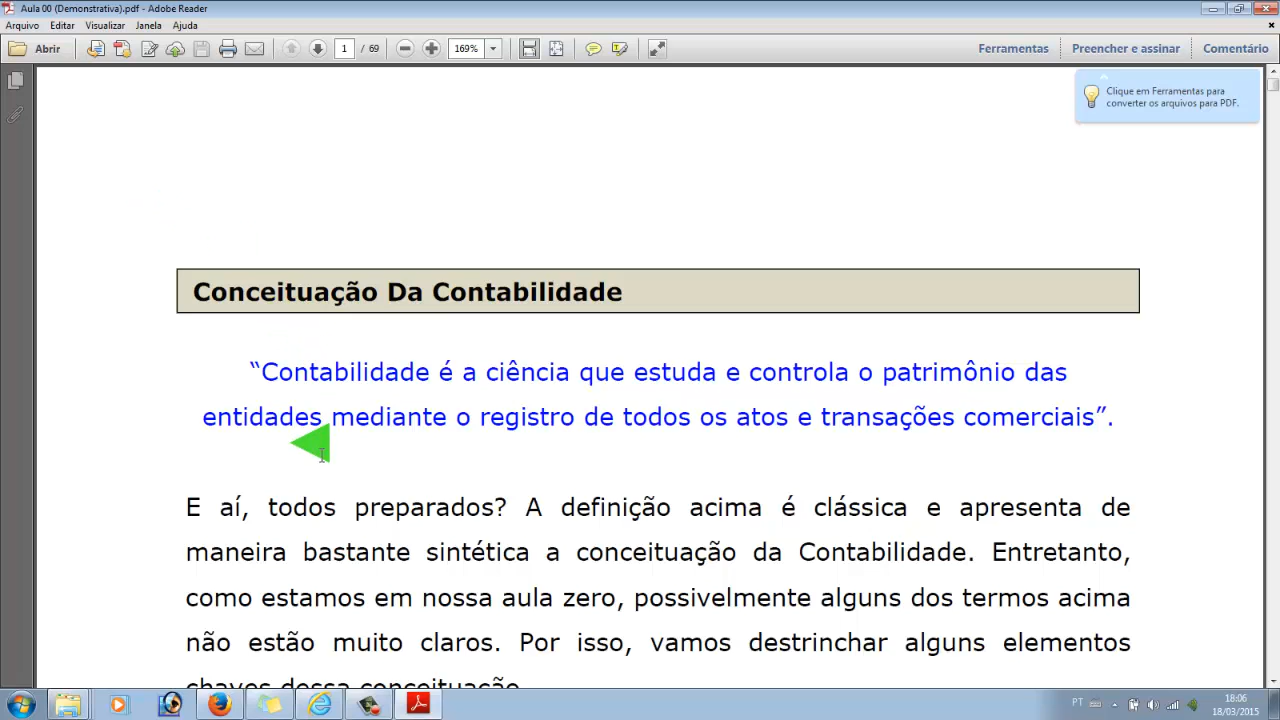 Aula 00 (Demonstrativa).pdf - Adobe Reader
Arquivo Editar Visualizar Janela Ajuda
Abrir 1 / 69 169% Ferramentas Preencher e assinar Comentário
Clique em Ferramentas para
converter os arquivos para PDF.
Conceituação Da Contabilidade
“Contabilidade é a ciência que estuda e controla o patrimônio das
entidades mediante o registro de todos os atos e transações comerciais”.
E aí, todos preparados? A definição acima é clássica e apresenta de
maneira bastante sintética a conceituação da Contabilidade. Entretanto,
como estamos em nossa aula zero, possivelmente alguns dos termos acima
não estão muito claros. Por isso, vamos destrinchar alguns elementos
chaves dessa conceituação.
PT
18:06
18/03/2015